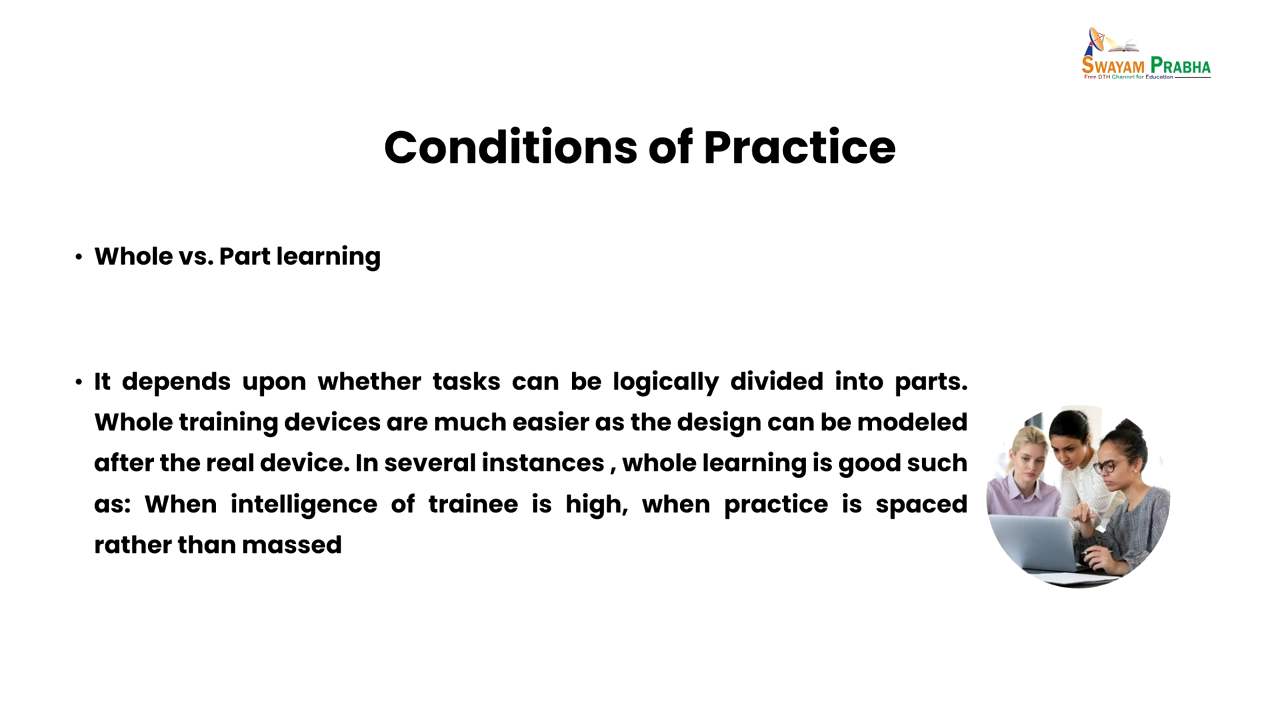 SWAYAM PRABHA
Free DTH Channel for Education
Conditions of Practice
• Whole vs. Part learning
• It depends upon whether tasks can be logically divided into parts.
Whole training devices are much easier as the design can be modeled
after the real device. In several instances , whole learning is good such
as: When intelligence of trainee is high, when practice is spaced
rather than massed